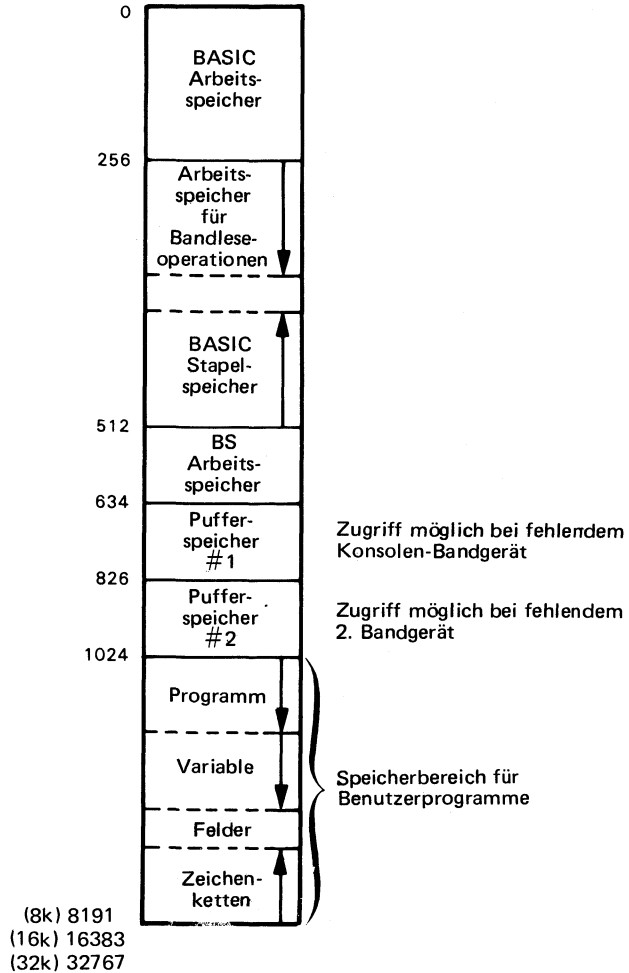 0
BASIC
Arbeits-
speicher
256
Arbeits-
speicher
für
Bandlese-
operationen
BASIC
Stapel-
speicher
512
BS
Arbeits-
speicher
634
Puffer-
speicher
#1
Zugriff möglich bei fehlendem
Konsolen-Bandgerät
826
Puffer-
speicher
#2
Zugriff möglich bei fehlendem
2. Bandgerät
1024
Programm
Variable
Speicherbereich für
Benutzerprogramme
Felder
Zeichen-
ketten
(8k) 8191
(16k) 16383
(32k) 32767